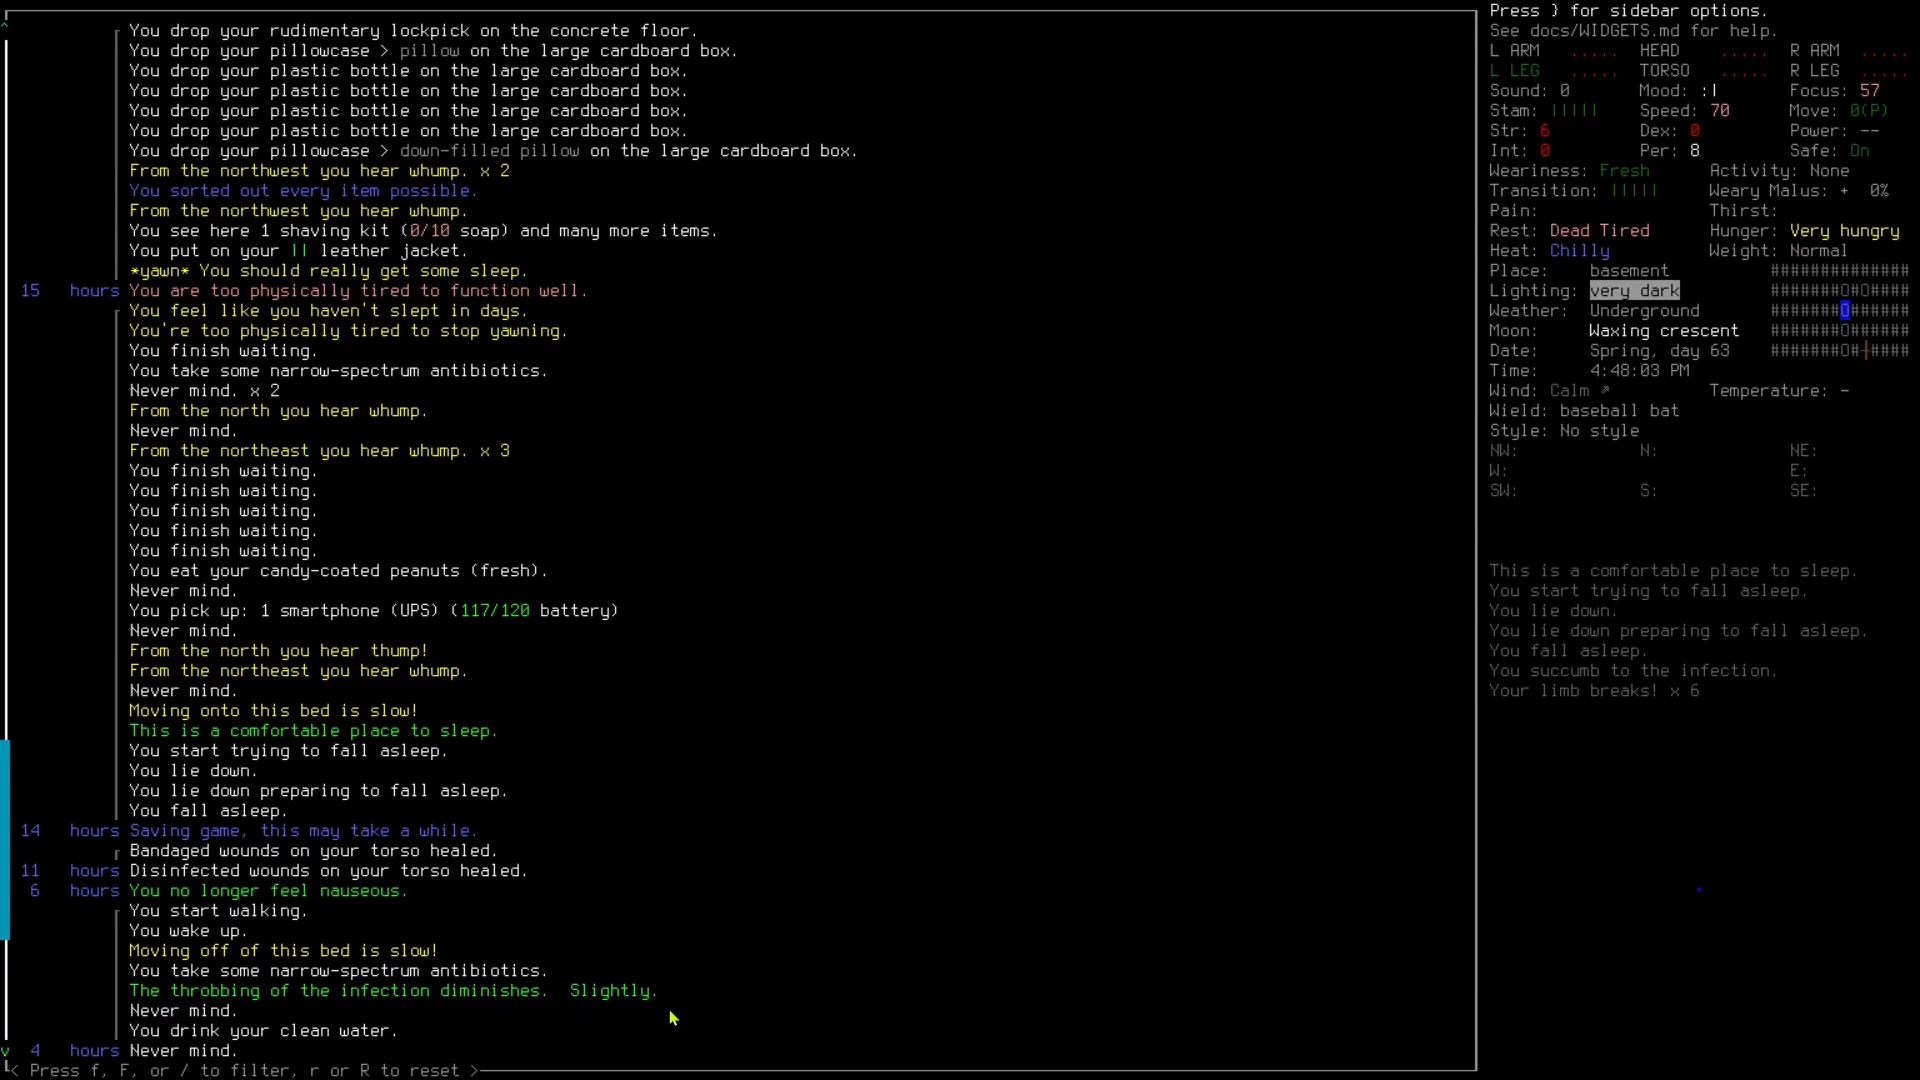 You drop your rudimentary lockpick on the concrete floor.
You drop your pillowcase > pillow on the large cardboard box.
You drop your plastic bottle on the large cardboard box.
You drop your plastic bottle on the large cardboard box.
You drop your plastic bottle on the large cardboard box.
You drop your plastic bottle on the large cardboard box.
You drop your pillowcase > down-filled pillow on the large cardboard box.
From the northwest you hear whump. x 2
You sorted out every item possible.
From the northwest you hear whump.
You see here 1 shaving kit (0/10 soap) and many more items.
You put on your || leather jacket.
*yawn* You should really get some sleep.
15 hours You are too physically tired to function well.
You feel like you haven't slept in days.
You're too physically tired to stop yawning.
You finish waiting.
You take some narrow-spectrum antibiotics.
Never mind. x 2
From the north you hear whump.
Never mind.
From the northeast you hear whump. x 3
You finish waiting.
You finish waiting.
You finish waiting.
You finish waiting.
You finish waiting.
You eat your candy-coated peanuts (fresh).
Never mind.
You pick up: 1 smartphone (UPS) (117/120 battery)
Never mind.
From the north you hear thump!
From the northeast you hear whump.
Never mind.
Moving onto this bed is slow!
This is a comfortable place to sleep.
You start trying to fall asleep.
You lie down.
You lie down preparing to fall asleep.
You fall asleep.
14 hours Saving game, this may take a while.
Bandaged wounds on your torso healed.
11 hours Disinfected wounds on your torso healed.
6 hours You no longer feel nauseous.
You start walking.
You wake up.
Moving off of this bed is slow!
You take some narrow-spectrum antibiotics.
The throbbing of the infection diminishes.  Slightly.
Never mind.
You drink your clean water.
v 4 hours Never mind.
< Press f, F, or / to filter, r or R to reset >
Press } for sidebar options.
See docs/WIDGETS.md for help.
L ARM ..... HEAD ..... R ARM .....
L LEG ..... TORSO ..... R LEG .....
Sound: 0 Mood: :| Focus: 57
Stam: ||||| Speed: 70 Move: 0(P)
Str: 6 Dex: 0 Power: --
Int: 0 Per: 8 Safe: On
Weariness: Fresh Activity: None
Transition: ||||| Weary Malus: + 0%
Pain: Thirst:
Rest: Dead Tired Hunger: Very hungry
Heat: Chilly Weight: Normal
Place: basement ##############
Lighting: very dark #######O#O####
Weather: Underground #######O######
Moon: Waxing crescent #######O######
Date: Spring, day 63 #######O#┼####
Time: 4:48:03 PM
Wind: Calm ↗ Temperature: -
Wield: baseball bat
Style: No style
NW: N: NE:
W: E:
SW: S: SE:
This is a comfortable place to sleep.
You start trying to fall asleep.
You lie down.
You lie down preparing to fall asleep.
You fall asleep.
You succumb to the infection.
Your limb breaks! x 6